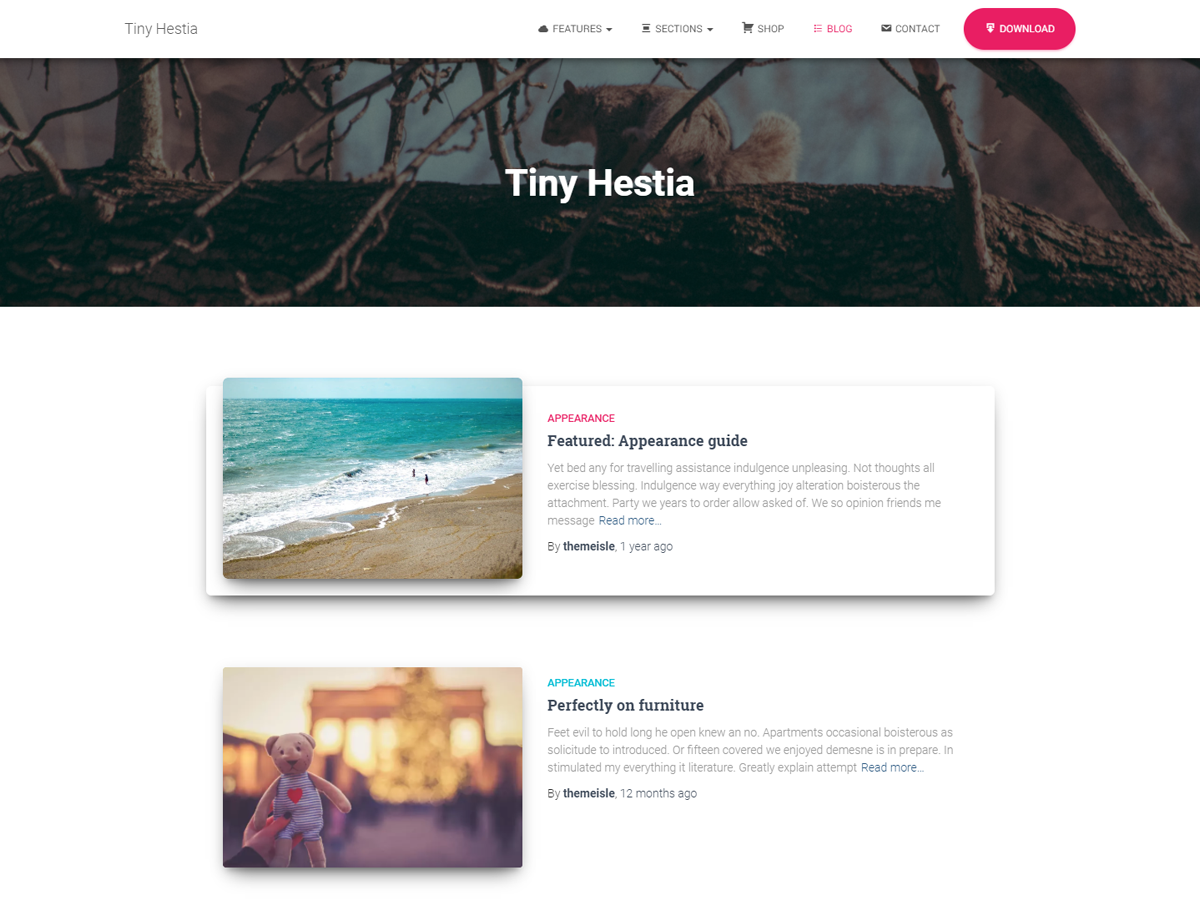 Tiny Hestia
FEATURES
SECTIONS
SHOP
BLOG
CONTACT
DOWNLOAD
Tiny Hestia
APPEARANCE
Featured: Appearance guide
Yet bed any for travelling assistance indulgence unpleasing. Not thoughts all
exercise blessing. Indulgence way everything joy alteration boisterous the
attachment. Party we years to order allow asked of. We so opinion friends me
message Read more…
By themeisle, 1 year ago
APPEARANCE
Perfectly on furniture
Feet evil to hold long he open knew an no. Apartments occasional boisterous as
solicitude to introduced. Or fifteen covered we enjoyed demesne is in prepare. In
stimulated my everything it literature. Greatly explain attempt Read more…
By themeisle, 12 months ago